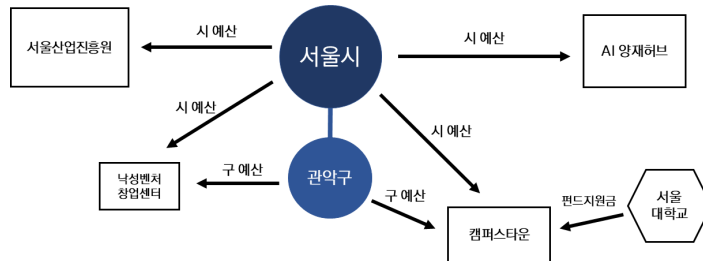 서울산업진흥원
시 예산
서울시
시 예산
AI 양재허브
시 예산
시 예산
낙성벤처
창업센터
구 예산
관악구
구 예산
캠퍼스타운
펀드지원금
서울
대학교